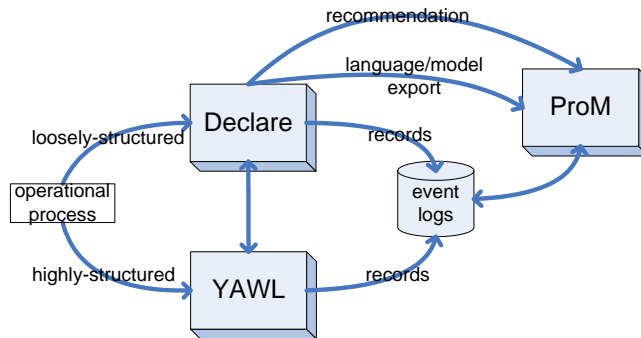 recommendation
language/model
export
ProM
Declare
loosely-structured
records
operational
process
event
logs
highly-structured
YAWL
records